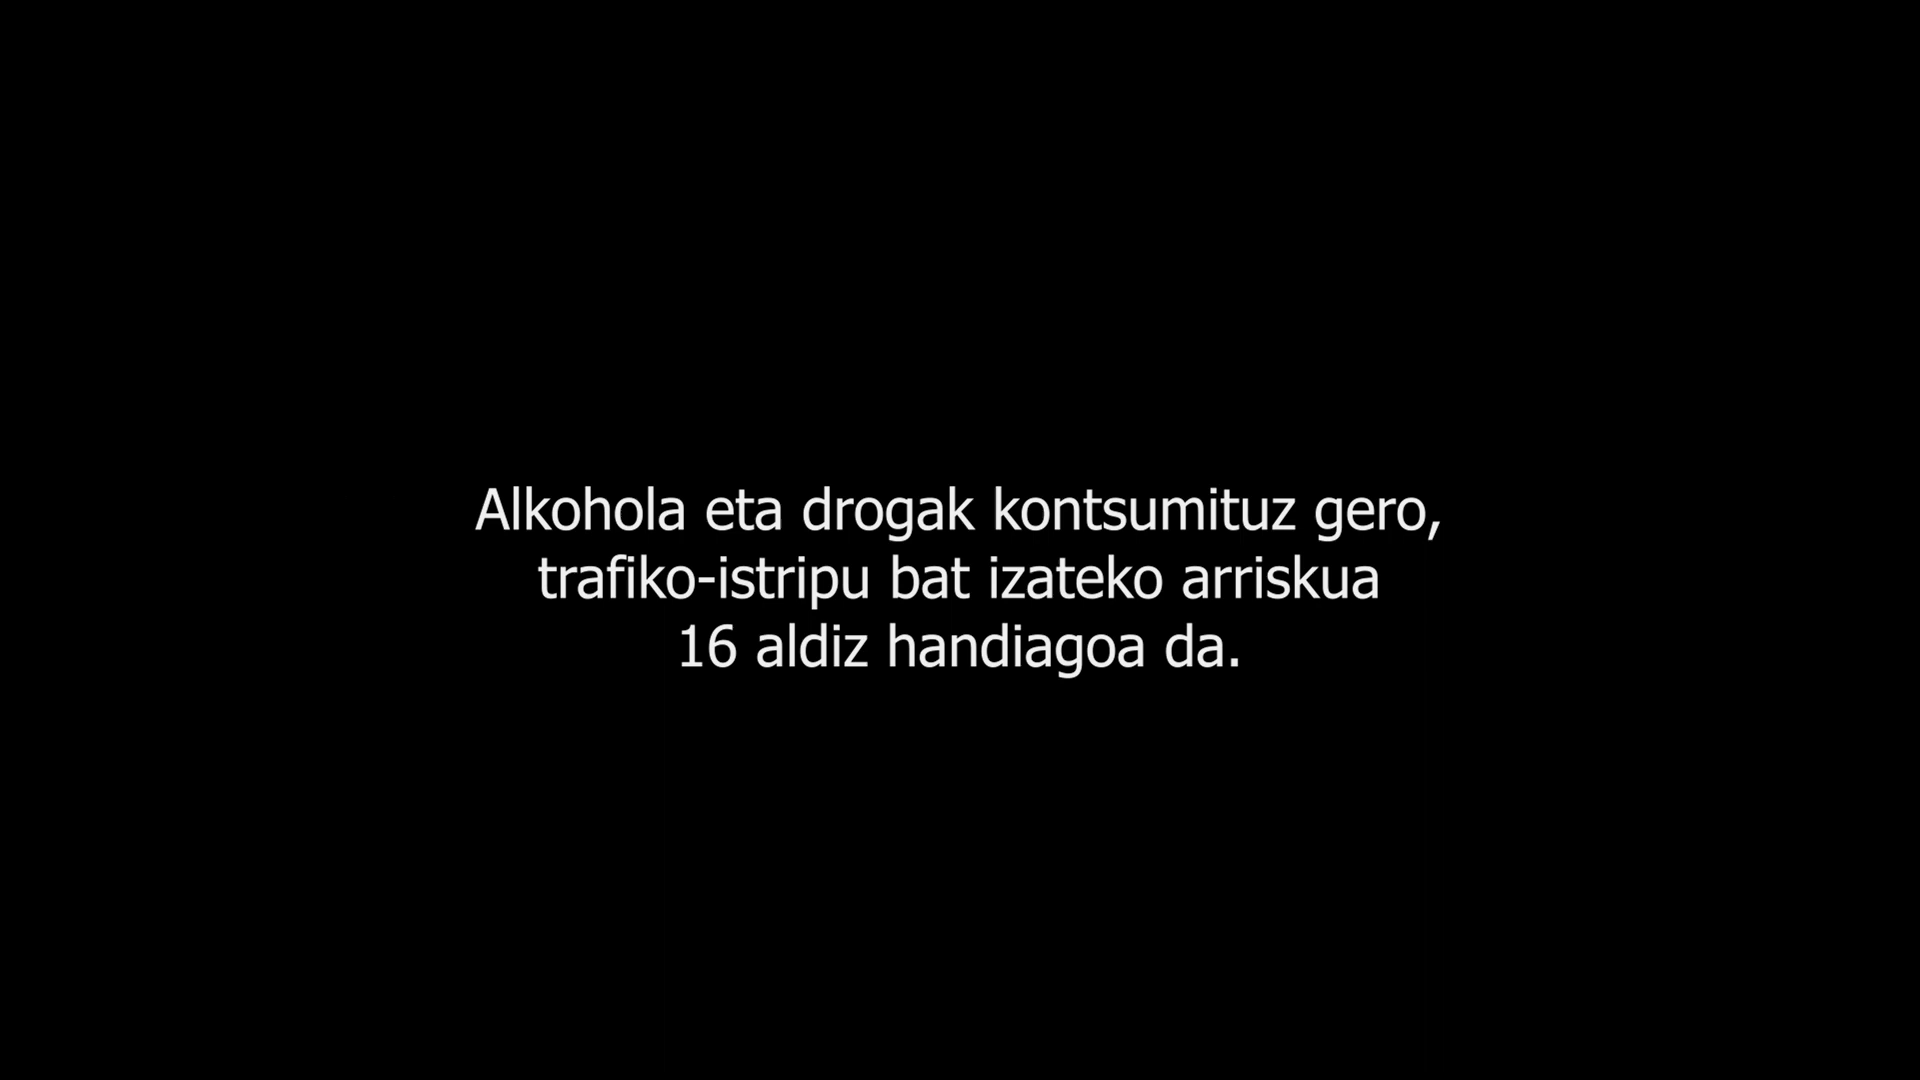 Alkohola eta drogak kontsumituz gero,
trafiko-istripu bat izateko arriskua
16 aldiz handiagoa da.